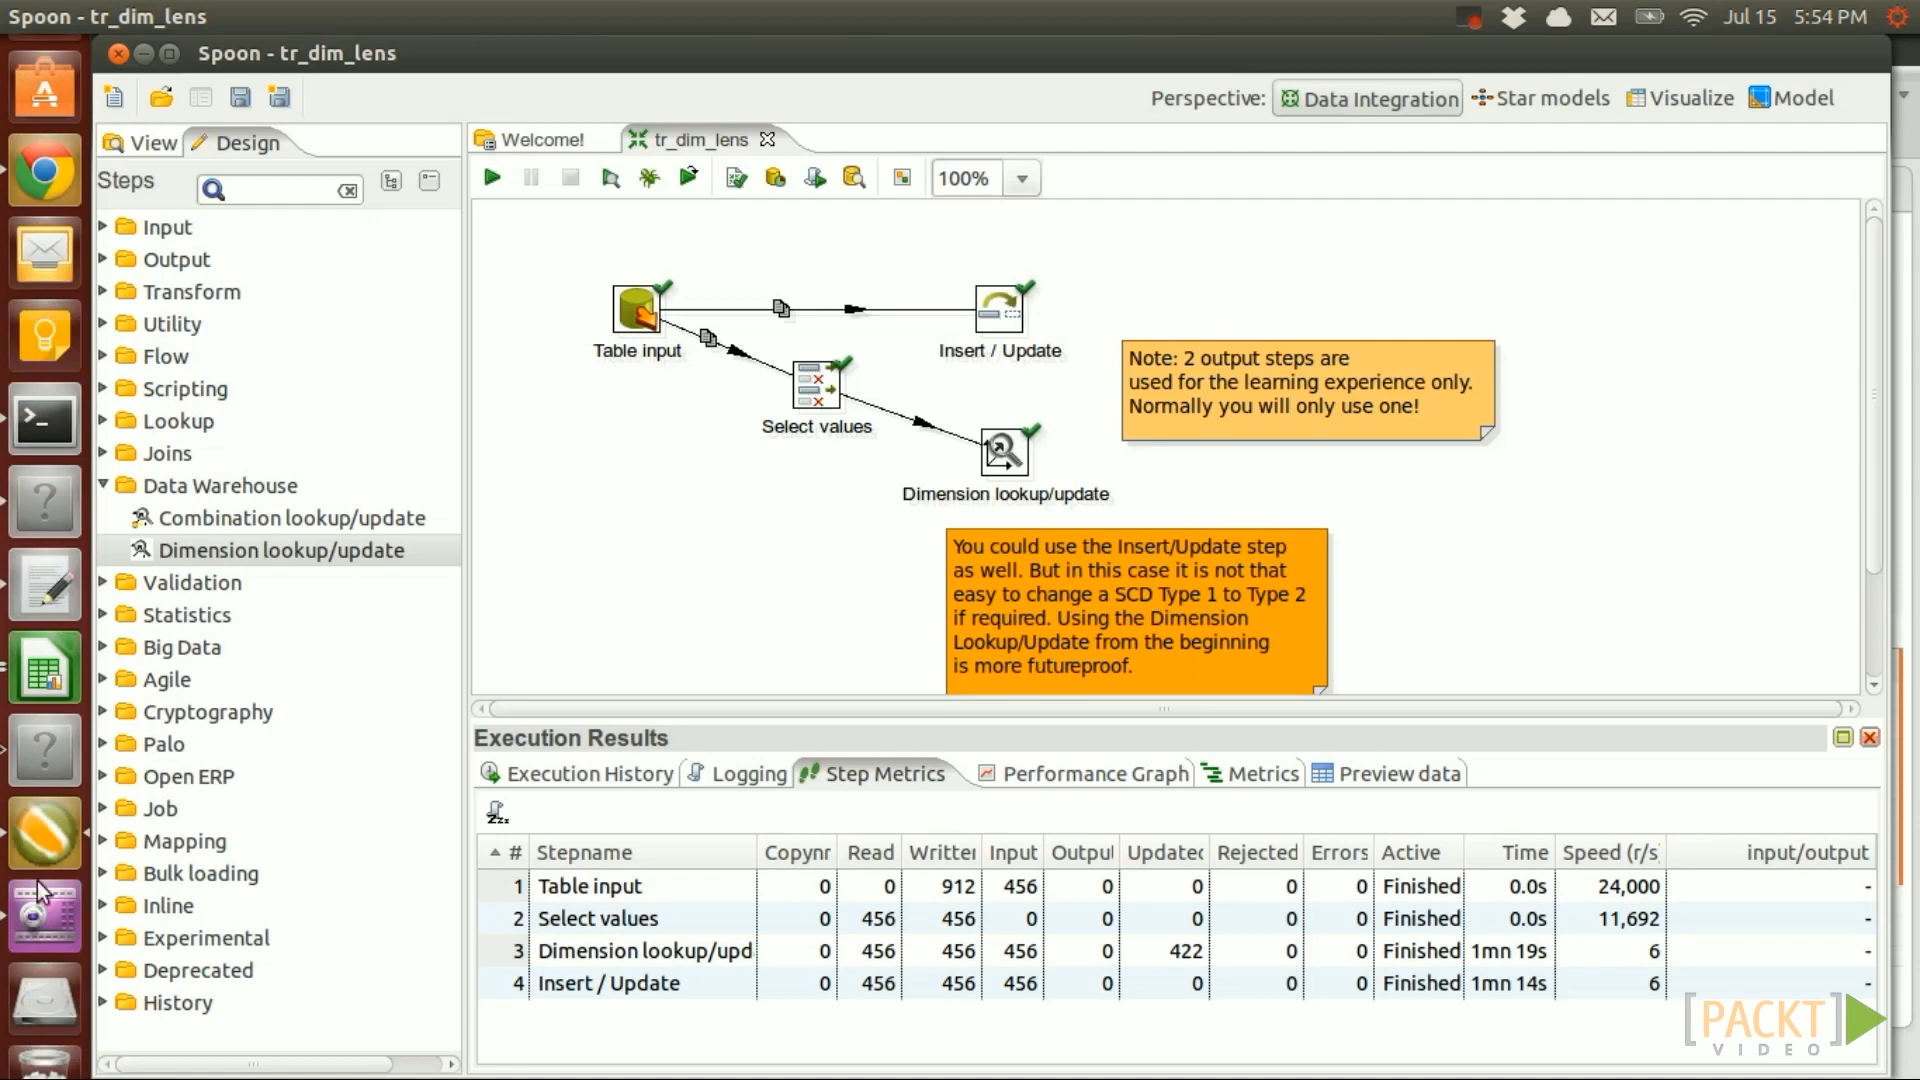 Spoon - tr_dim_lens
Jul 15 5:54 PM
Spoon - tr_dim_lens
Perspective: Data Integration Star models Visualize Model
View Design
Steps
Input
Output
Transform
Utility
Flow
Scripting
Lookup
Joins
Data Warehouse
Combination lookup/update
Dimension lookup/update
Validation
Statistics
Big Data
Agile
Cryptography
Palo
Open ERP
Job
Mapping
Bulk loading
Inline
Experimental
Deprecated
History
Welcome! tr_dim_lens
100%
Table input
Insert / Update
Select values
Dimension lookup/update
Note: 2 output steps are
used for the learning experience only.
Normally you will only use one!
You could use the Insert/Update step
as well. But in this case it is not that
easy to change a SCD Type 1 to Type 2
if required. Using the Dimension
Lookup/Update from the beginning
is more futureproof.
Execution Results
Execution History Logging Step Metrics Performance Graph Metrics Preview data
# Stepname Copynr Read Written Input Output Updated Rejected Errors Active Time Speed (r/s) input/output
1 Table input 0 0 912 456 0 0 0 0 Finished 0.0s 24,000 -
2 Select values 0 456 456 0 0 0 0 0 Finished 0.0s 11,692 -
3 Dimension lookup/upd 0 456 456 456 0 422 0 0 Finished 1mn 19s 6 -
4 Insert / Update 0 456 456 456 0 0 0 0 Finished 1mn 14s 6 -
[PACKT]
VIDEO